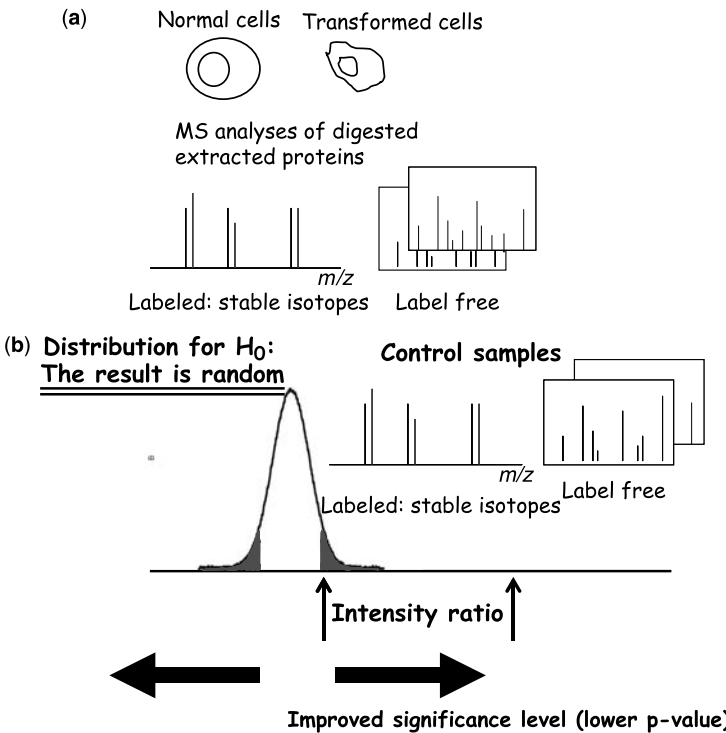 (a)
Normal cells
Transformed cells
MS analyses of digested
extracted proteins
m/z
Labeled: stable isotopes
Label free
(b)
Distribution for H₀:
The result is random
Control samples
m/z
Labeled: stable isotopes
Label free
Intensity ratio
Improved significance level (lower p-value)